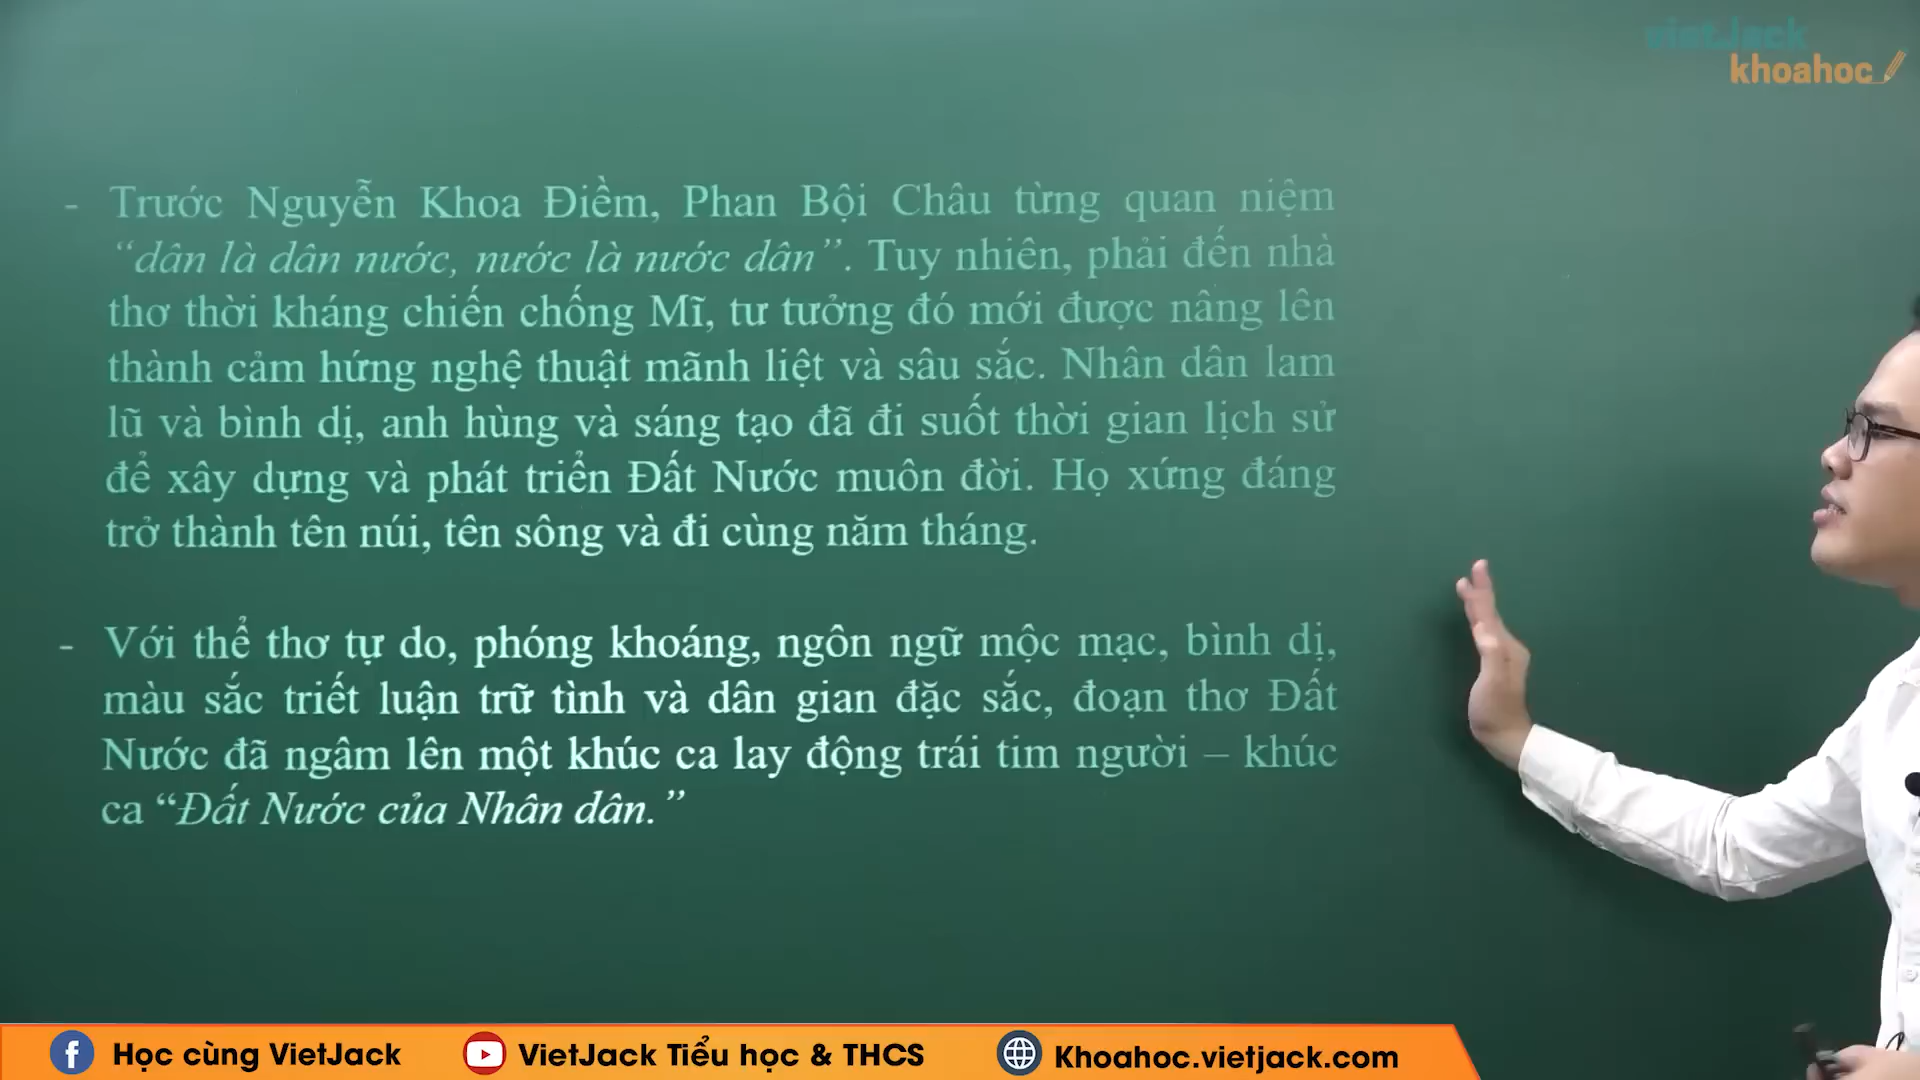 vietJack
khoahoc
- Trước Nguyễn Khoa Điềm, Phan Bội Châu từng quan niệm
“dân là dân nước, nước là nước dân”. Tuy nhiên, phải đến nhà
thơ thời kháng chiến chống Mĩ, tư tưởng đó mới được nâng lên
thành cảm hứng nghệ thuật mãnh liệt và sâu sắc. Nhân dân lam
lũ và bình dị, anh hùng và sáng tạo đã đi suốt thời gian lịch sử
để xây dựng và phát triển Đất Nước muôn đời. Họ xứng đáng
trở thành tên núi, tên sông và đi cùng năm tháng.
- Với thể thơ tự do, phóng khoáng, ngôn ngữ mộc mạc, bình dị,
màu sắc triết luận trữ tình và dân gian đặc sắc, đoạn thơ Đất
Nước đã ngâm lên một khúc ca lay động trái tim người – khúc
ca “Đất Nước của Nhân dân.”
Học cùng VietJack
VietJack Tiểu học & THCS
Khoahoc.vietjack.com